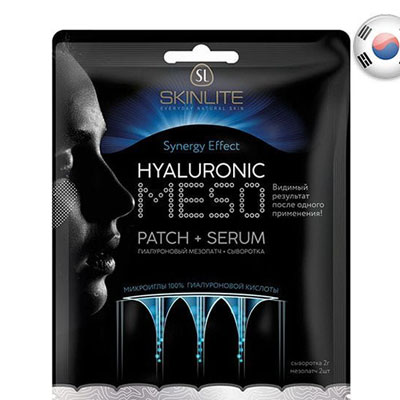 SL
SKINLITE
EVERYDAY NATURAL SKIN
Synergy Effect
HYALURONIC
MESO
Видимый
результат
после одного
применения!
PATCH + SERUM
ГИАЛУРОНОВЫЙ МЕЗОПАТЧ + СЫВОРОТКА
МИКРОИГЛЫ 100% ГИАЛУРОНОВОЙ КИСЛОТЫ
сыворотка 2г
мезопатч 2шт